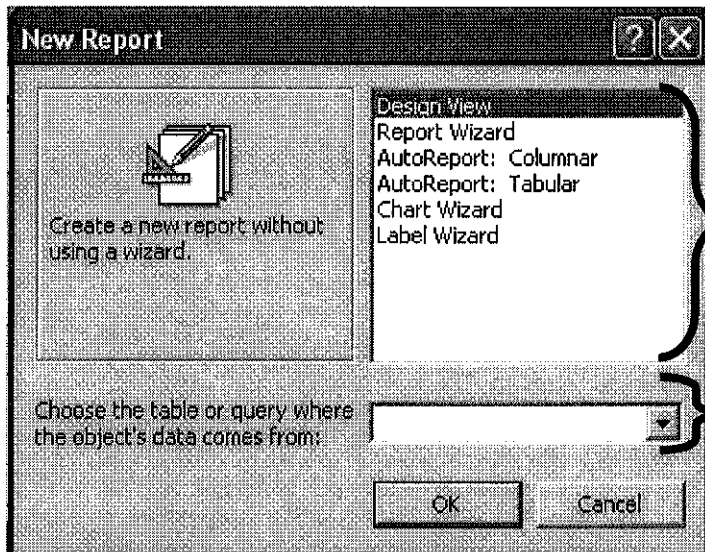 New Report
Design View
Report Wizard
AutoReport: Columnar
AutoReport: Tabular
Chart Wizard
Label Wizard
Create a new report without
using a wizard.
Choose the table or query where
the object's data comes from:
OK
Cancel